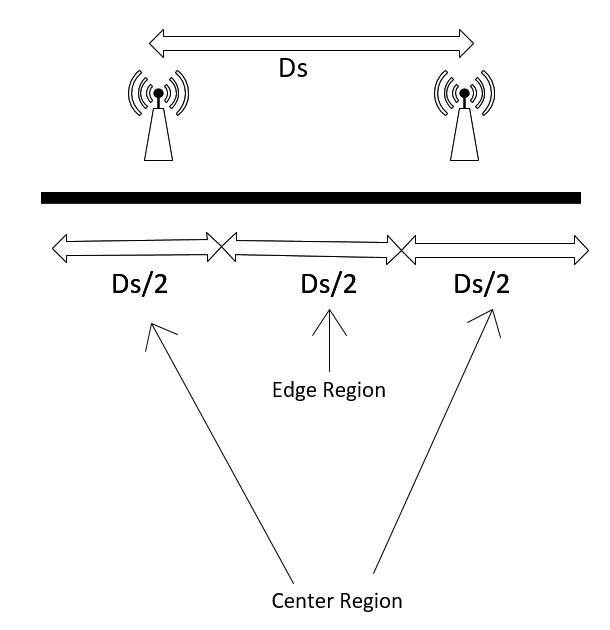 Ds
Ds/2 Ds/2 Ds/2
Edge Region
Center Region